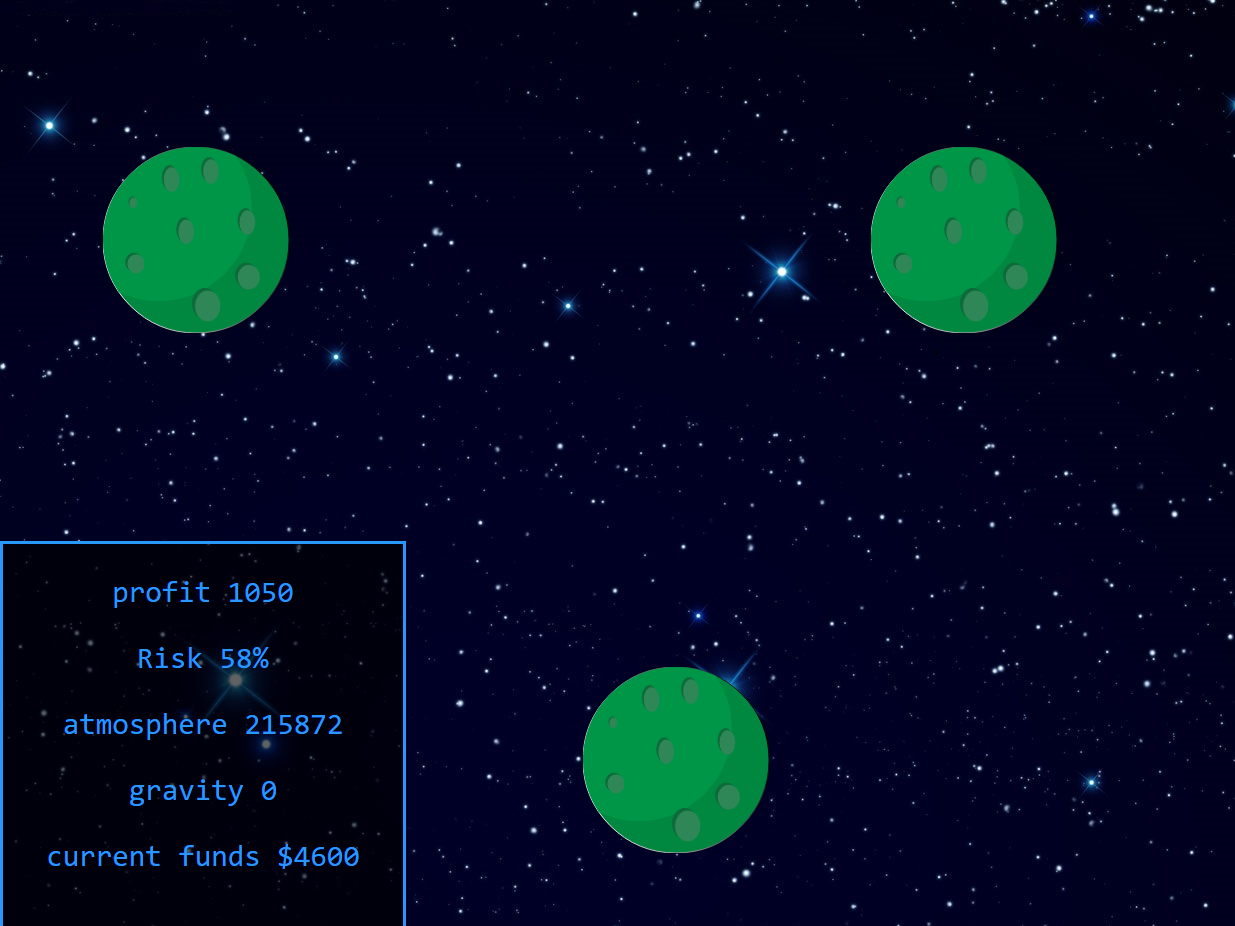 profit 1050
Risk 58%
atmosphere 215872
gravity 0
current funds $4600